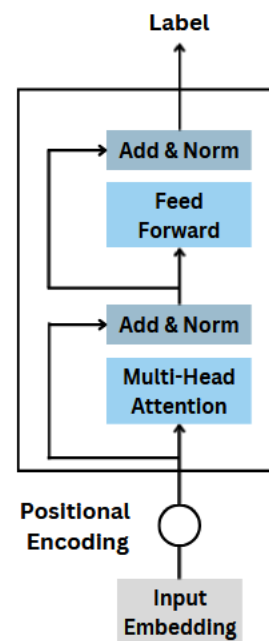 Label
Add & Norm
Feed
Forward
Add & Norm
Multi-Head
Attention
Positional
Encoding
Input
Embedding